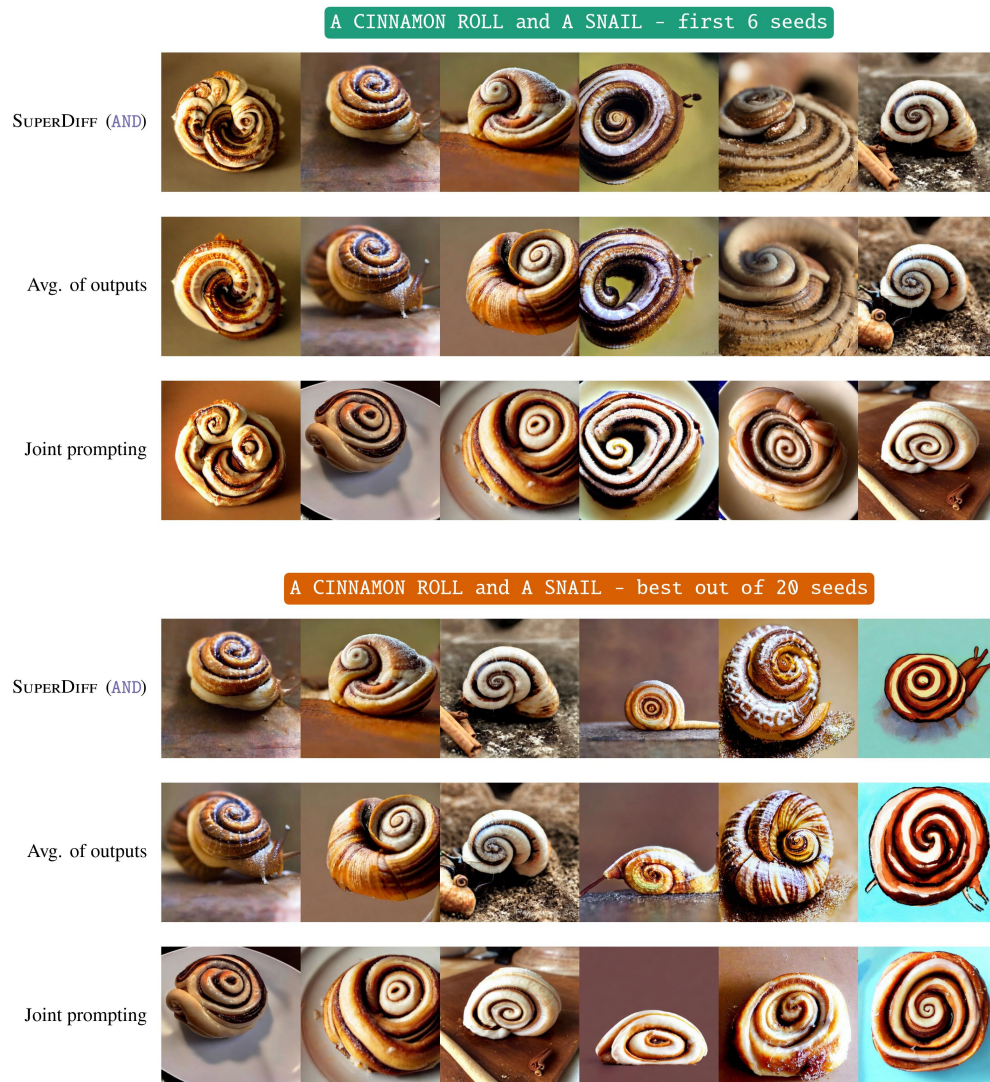 A CINNAMON ROLL and A SNAIL - first 6 seeds
SUPERDIFF (AND)
Avg. of outputs
Joint prompting
A CINNAMON ROLL and A SNAIL - best out of 20 seeds
SUPERDIFF (AND)
Avg. of outputs
Joint prompting